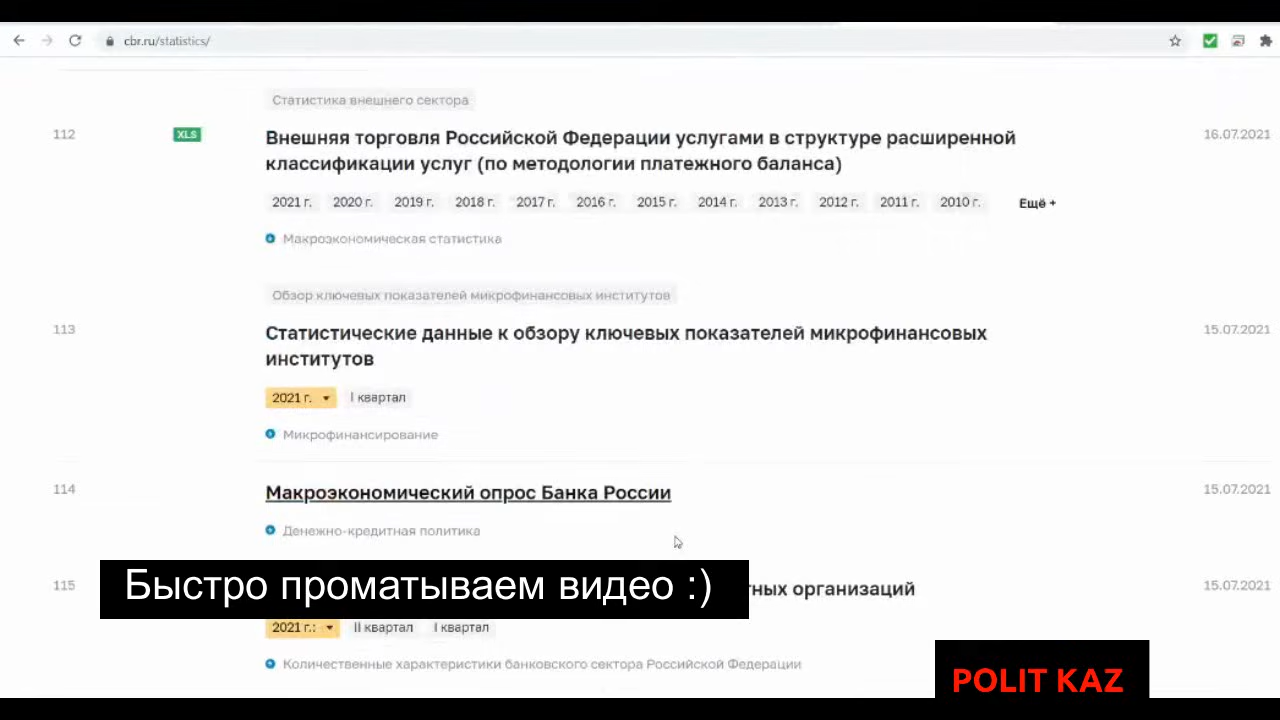 cbr.ru/statistics/
Статистика внешнего сектора
112
XLS
Внешняя торговля Российской Федерации услугами в структуре расширенной
классификации услуг (по методологии платежного баланса)
16.07.2021
2021 г. 2020 г. 2019 г. 2018 г. 2017 г. 2016 г. 2015 г. 2014 г. 2013 г. 2012 г. 2011 г. 2010 г. Ещё +
Макроэкономическая статистика
Обзор ключевых показателей микрофинансовых институтов
113
Статистические данные к обзору ключевых показателей микрофинансовых
институтов
15.07.2021
2021 г. I квартал
Микрофинансирование
114
Макроэкономический опрос Банка России
15.07.2021
Денежно-кредитная политика
115
Быстро проматываем видео :)
тных организаций
15.07.2021
2021 г.: II квартал I квартал
Количественные характеристики банковского сектора Российской Федерации
POLIT KAZ